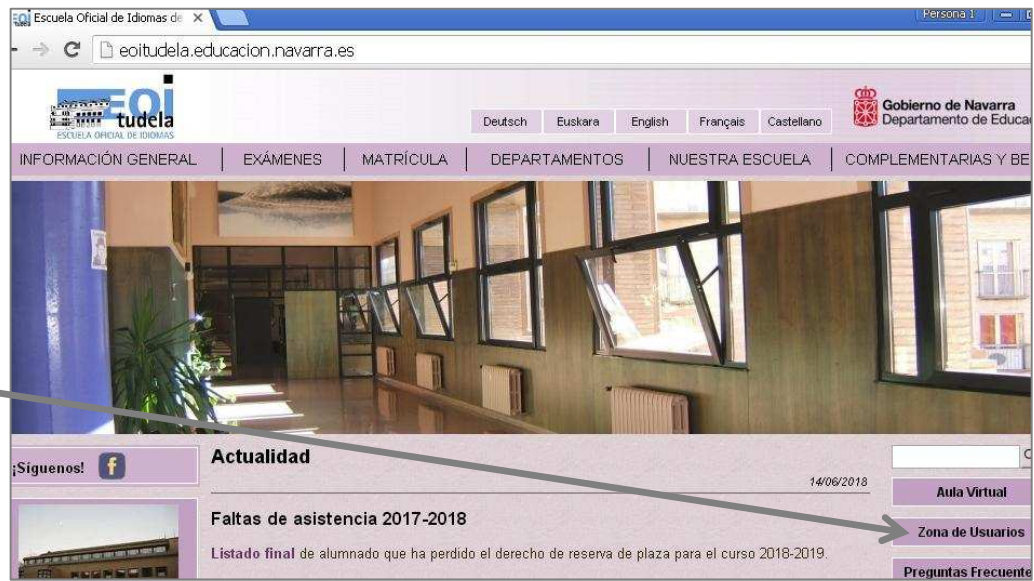 Escuela Oficial de Idiomas de
Persona 1
eoitudela.educacion.navarra.es
EOI
tudela
ESCUELA OFICIAL DE IDIOMAS
Deutsch Euskara English Français Castellano
Gobierno de Navarra
Departamento de Educa
INFORMACIÓN GENERAL EXÁMENES MATRÍCULA DEPARTAMENTOS NUESTRA ESCUELA COMPLEMENTARIAS Y BE
¡Síguenos!
Actualidad
14/06/2018
Aula Virtual
Faltas de asistencia 2017-2018
Zona de Usuarios
Listado final de alumnado que ha perdido el derecho de reserva de plaza para el curso 2018-2019.
Preguntas Frecuente